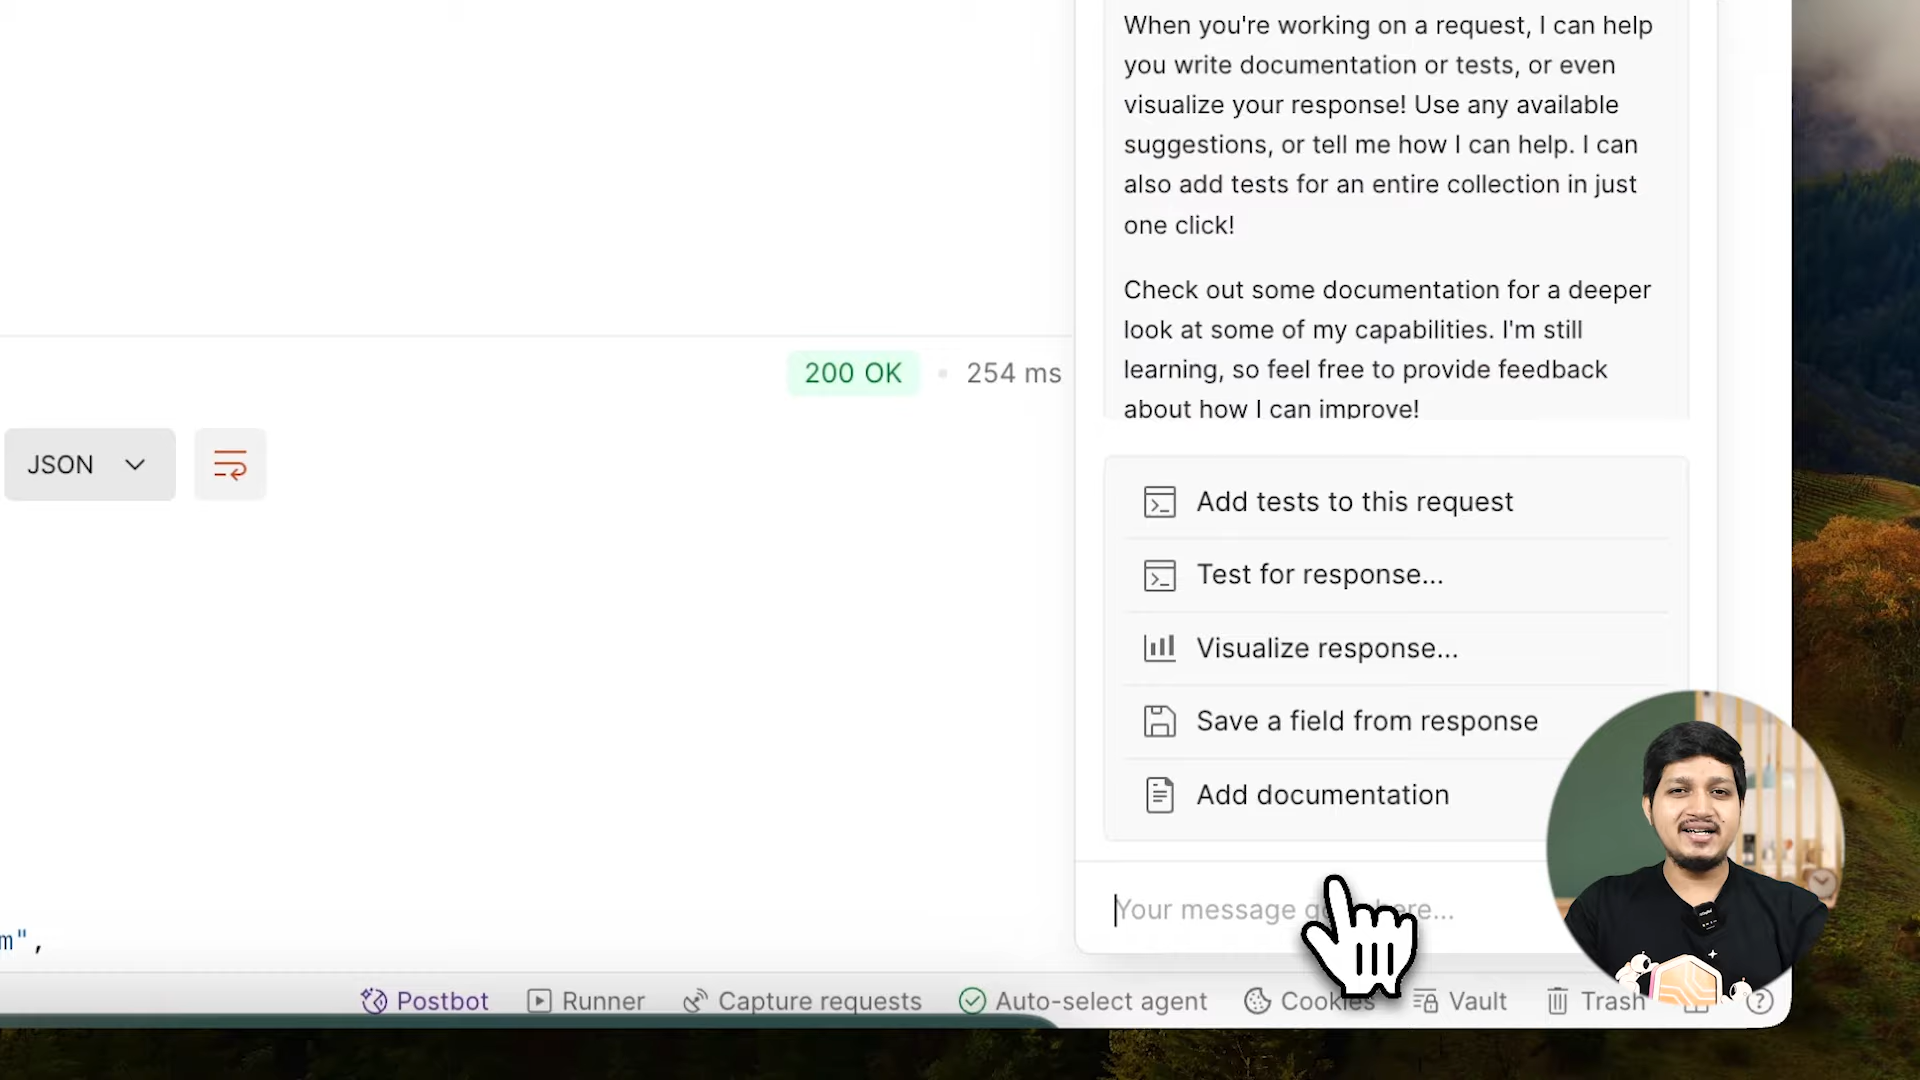 When you're working on a request, I can help
you write documentation or tests, or even
visualize your response! Use any available
suggestions, or tell me how I can help. I can
also add tests for an entire collection in just
one click!
Check out some documentation for a deeper
look at some of my capabilities. I'm still
learning, so feel free to provide feedback
about how I can improve!
200 OK
254 ms
JSON
Add tests to this request
Test for response...
Visualize response...
Save a field from response
Add documentation
Your message
m",
Postbot
Runner
Capture requests
Auto-select agent
Cookies
Vault
Trash